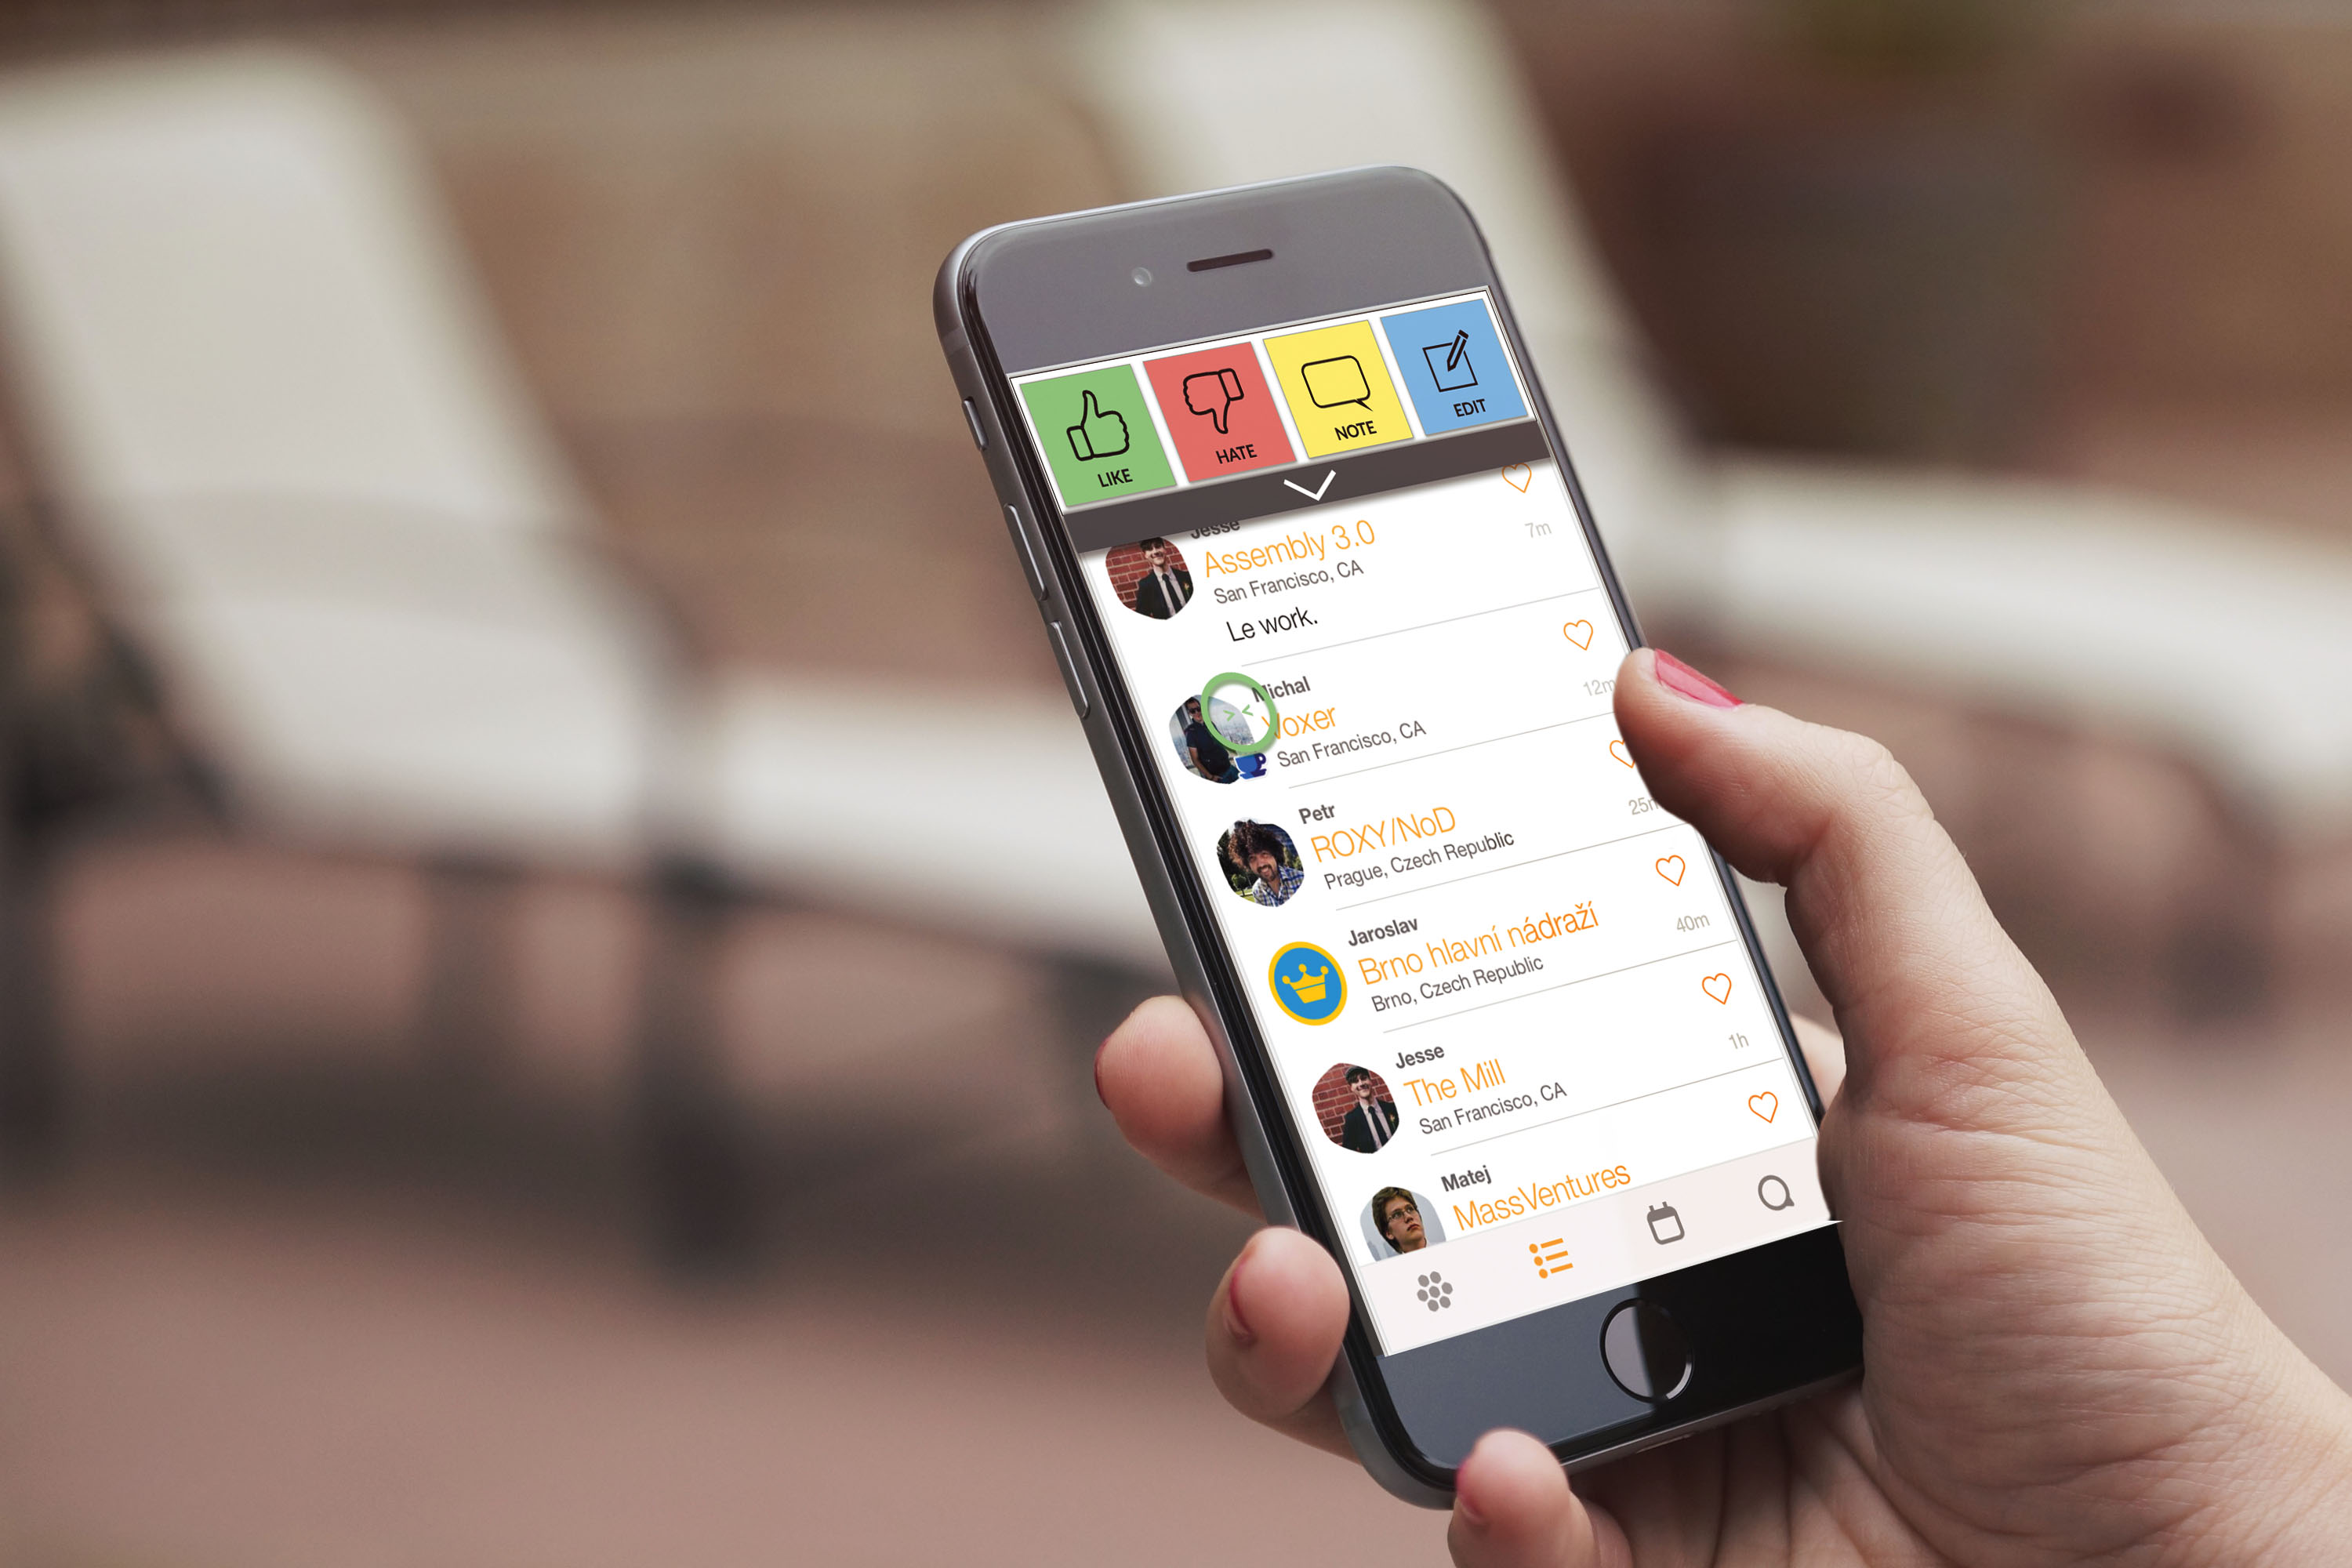 LIKE
HATE
NOTE
EDIT
Jesse
Assembly 3.0
7m
San Francisco, CA
Le work.
Michal
Voxer
12m
San Francisco, CA
Petr
ROXY/NoD
25m
Prague, Czech Republic
Jaroslav
Brno hlavní nádraží
40m
Brno, Czech Republic
Jesse
The Mill
1h
San Francisco, CA
Matej
MassVentures